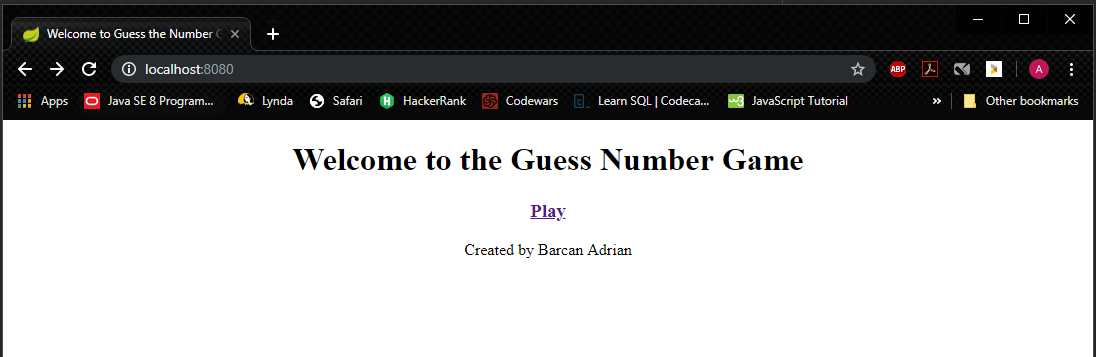 Welcome to Guess the Number G
localhost:8080
ABP
A
Apps Java SE 8 Program... Lynda Safari HackerRank Codewars Learn SQL | Codeca... JavaScript Tutorial » Other bookmarks
Welcome to the Guess Number Game
Play
Created by Barcan Adrian